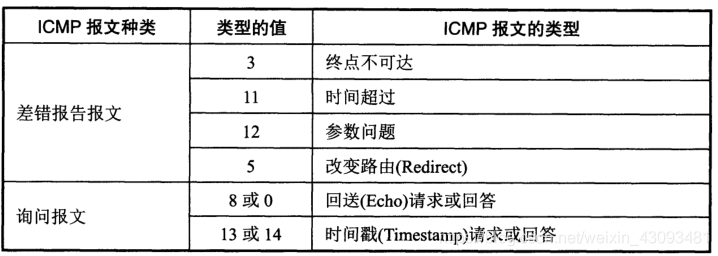 ICMP 报文种类 类型的值 ICMP 报文的类型
差错报告报文 3 终点不可达
11 时间超过
12 参数问题
5 改变路由(Redirect)
询问报文 8 或 0 回送(Echo)请求或回答
13 或 14 时间戳(Timestamp)请求或回答
net/weixin_43093481